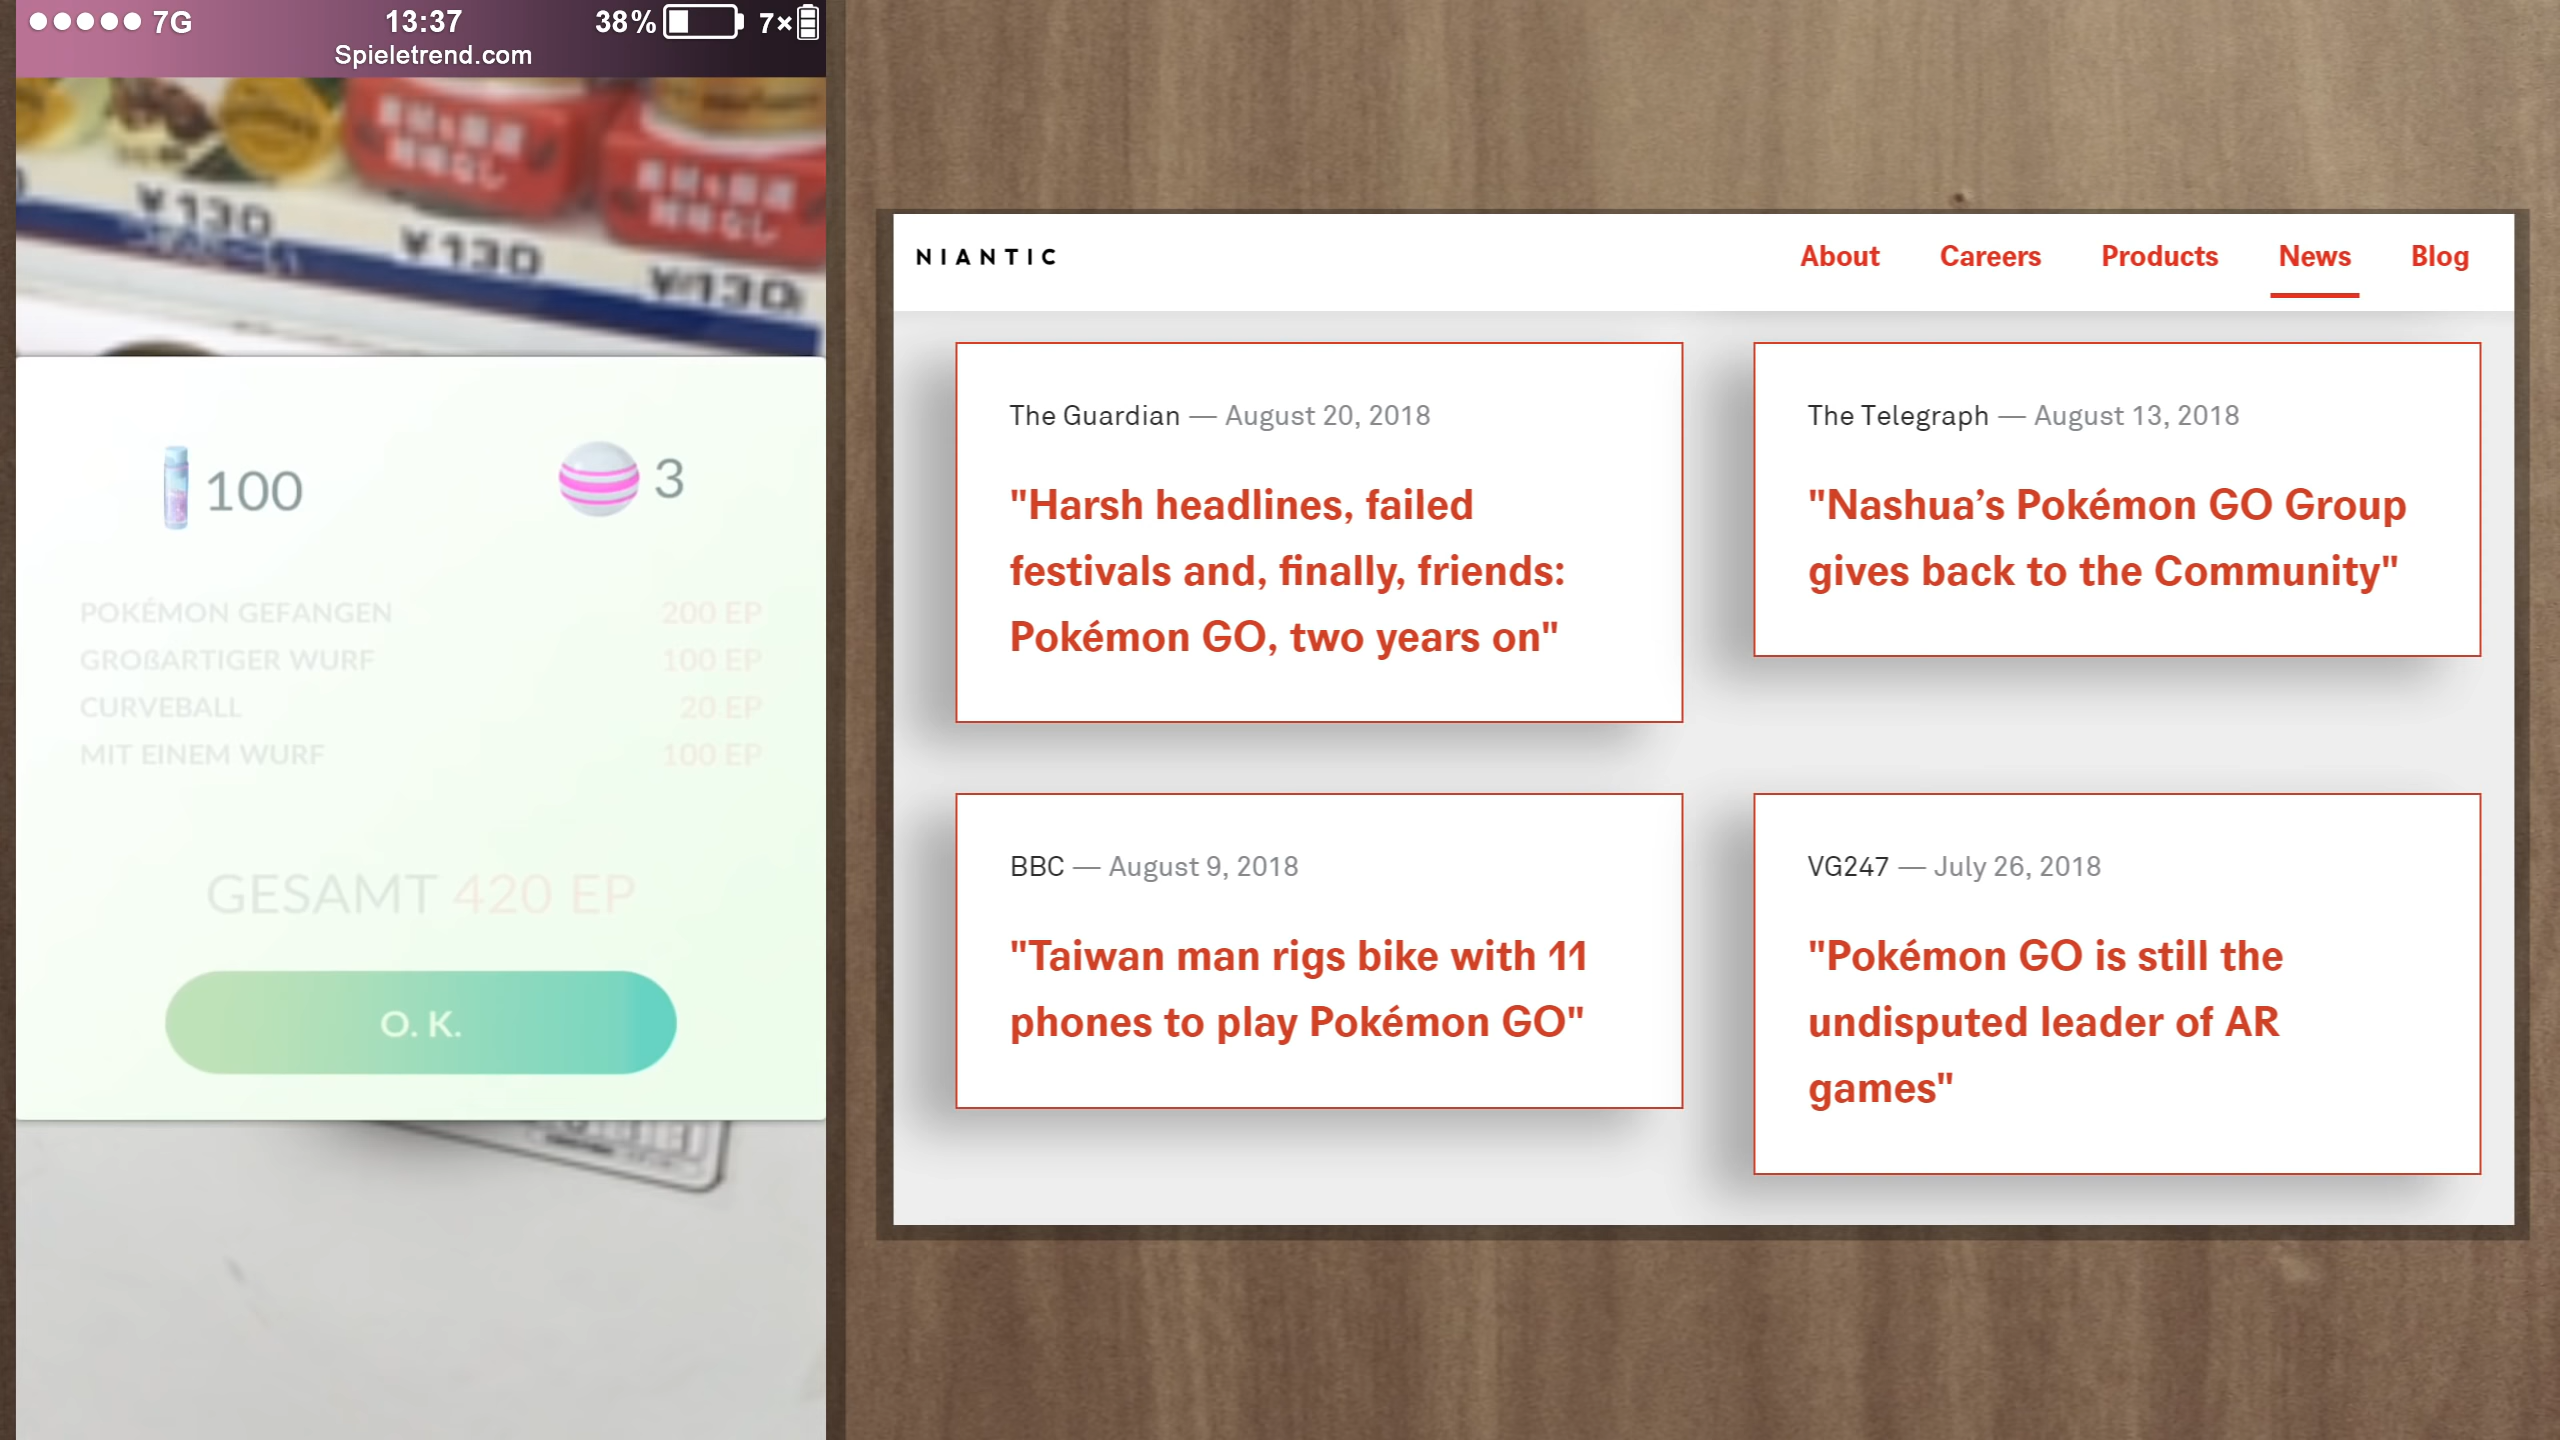 7G 13:37 38% 7×
Spieletrend.com
¥130
¥130
¥130
100 3
POKÉMON GEFANGEN 200 EP
GROßARTIGER WURF 100 EP
CURVEBALL 20 EP
MIT EINEM WURF 100 EP
GESAMT 420 EP
O. K.
NIANTIC About Careers Products News Blog
The Guardian — August 20, 2018
"Harsh headlines, failed
festivals and, finally, friends:
Pokémon GO, two years on"
The Telegraph — August 13, 2018
"Nashua’s Pokémon GO Group
gives back to the Community"
BBC — August 9, 2018
"Taiwan man rigs bike with 11
phones to play Pokémon GO"
VG247 — July 26, 2018
"Pokémon GO is still the
undisputed leader of AR
games"